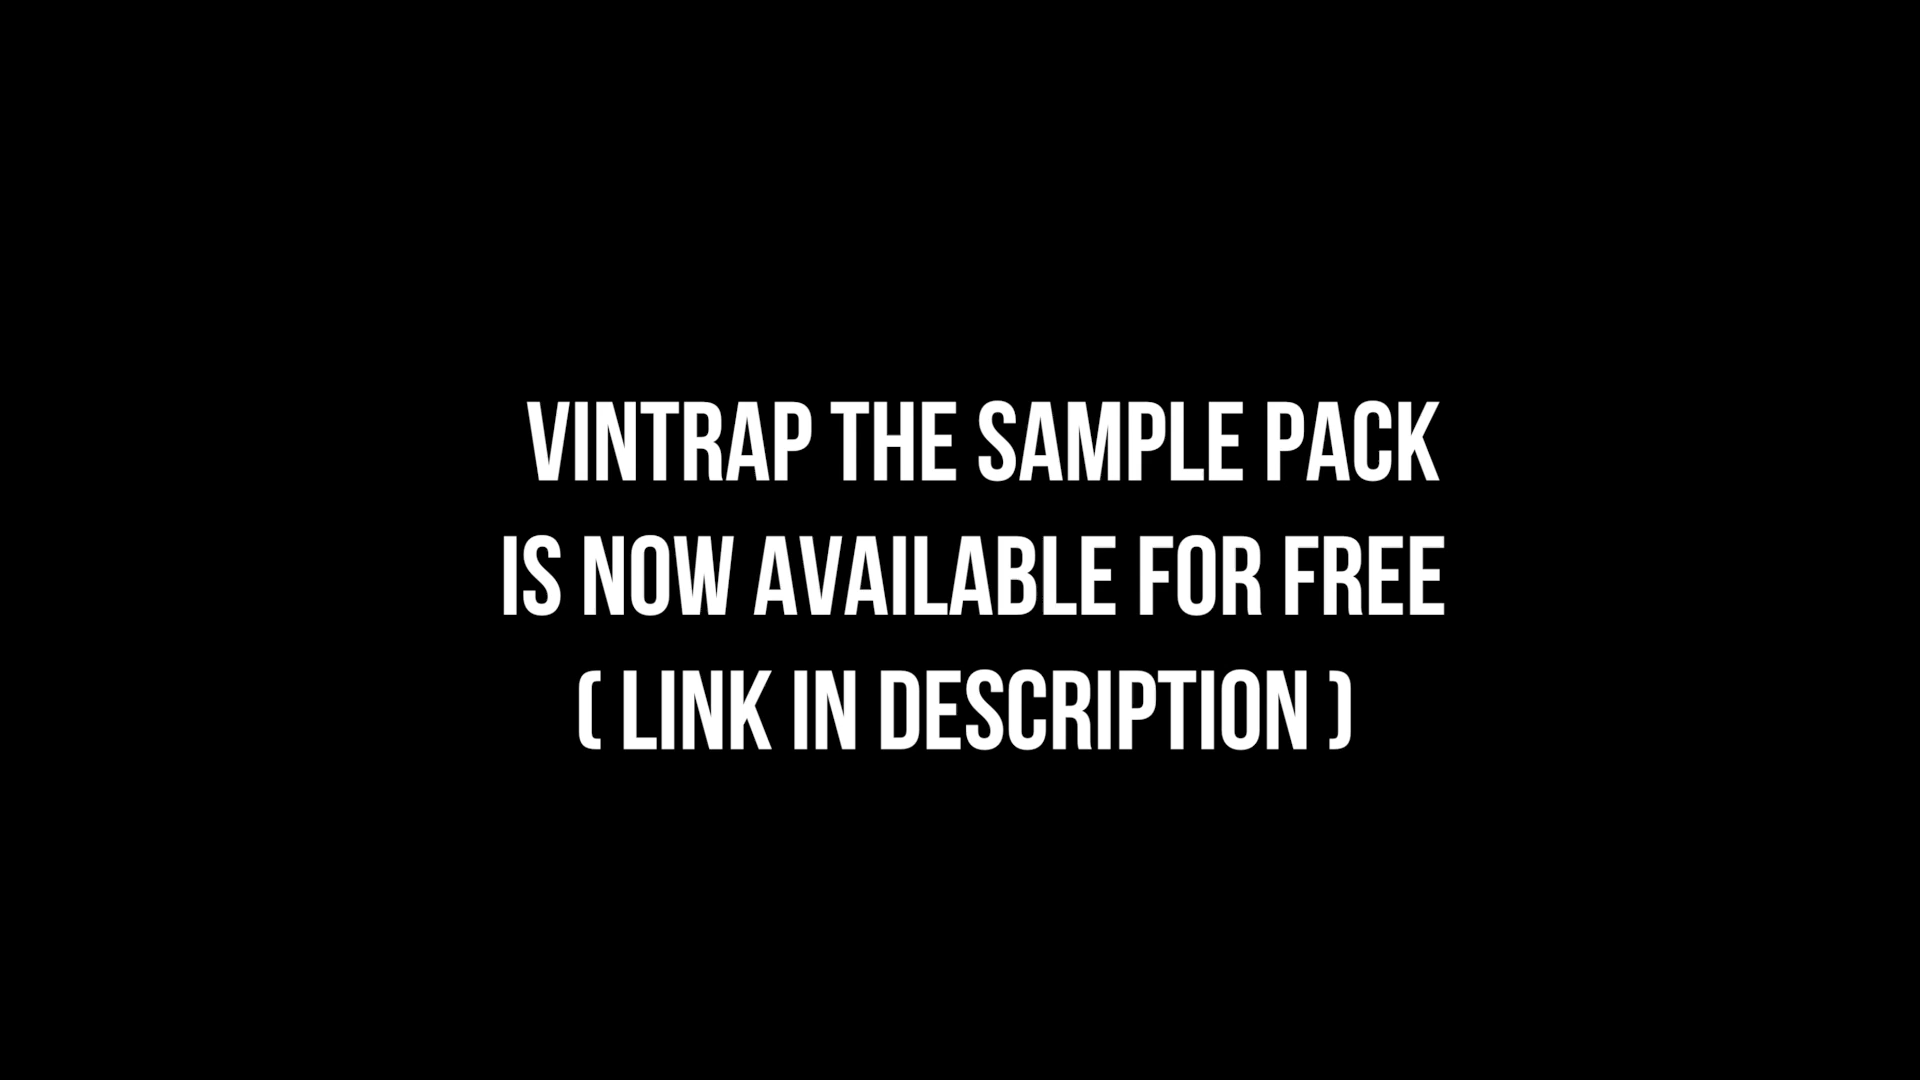 VINTRAP THE SAMPLE PACK
IS NOW AVAILABLE FOR FREE
( LINK IN DESCRIPTION )